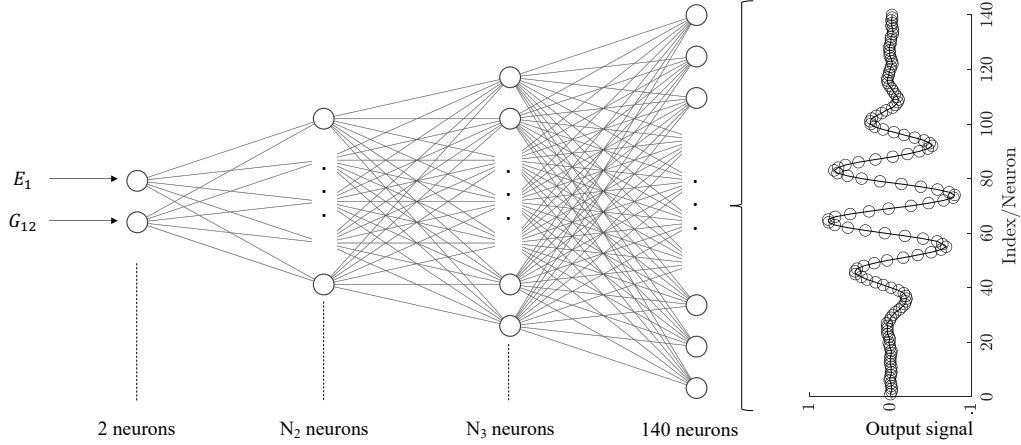 E₁
G₁₂
2 neurons
N₂ neurons
N₃ neurons
140 neurons
140
120
100
80
60
40
20
0
Index/Neuron
1
0
-1
Output signal